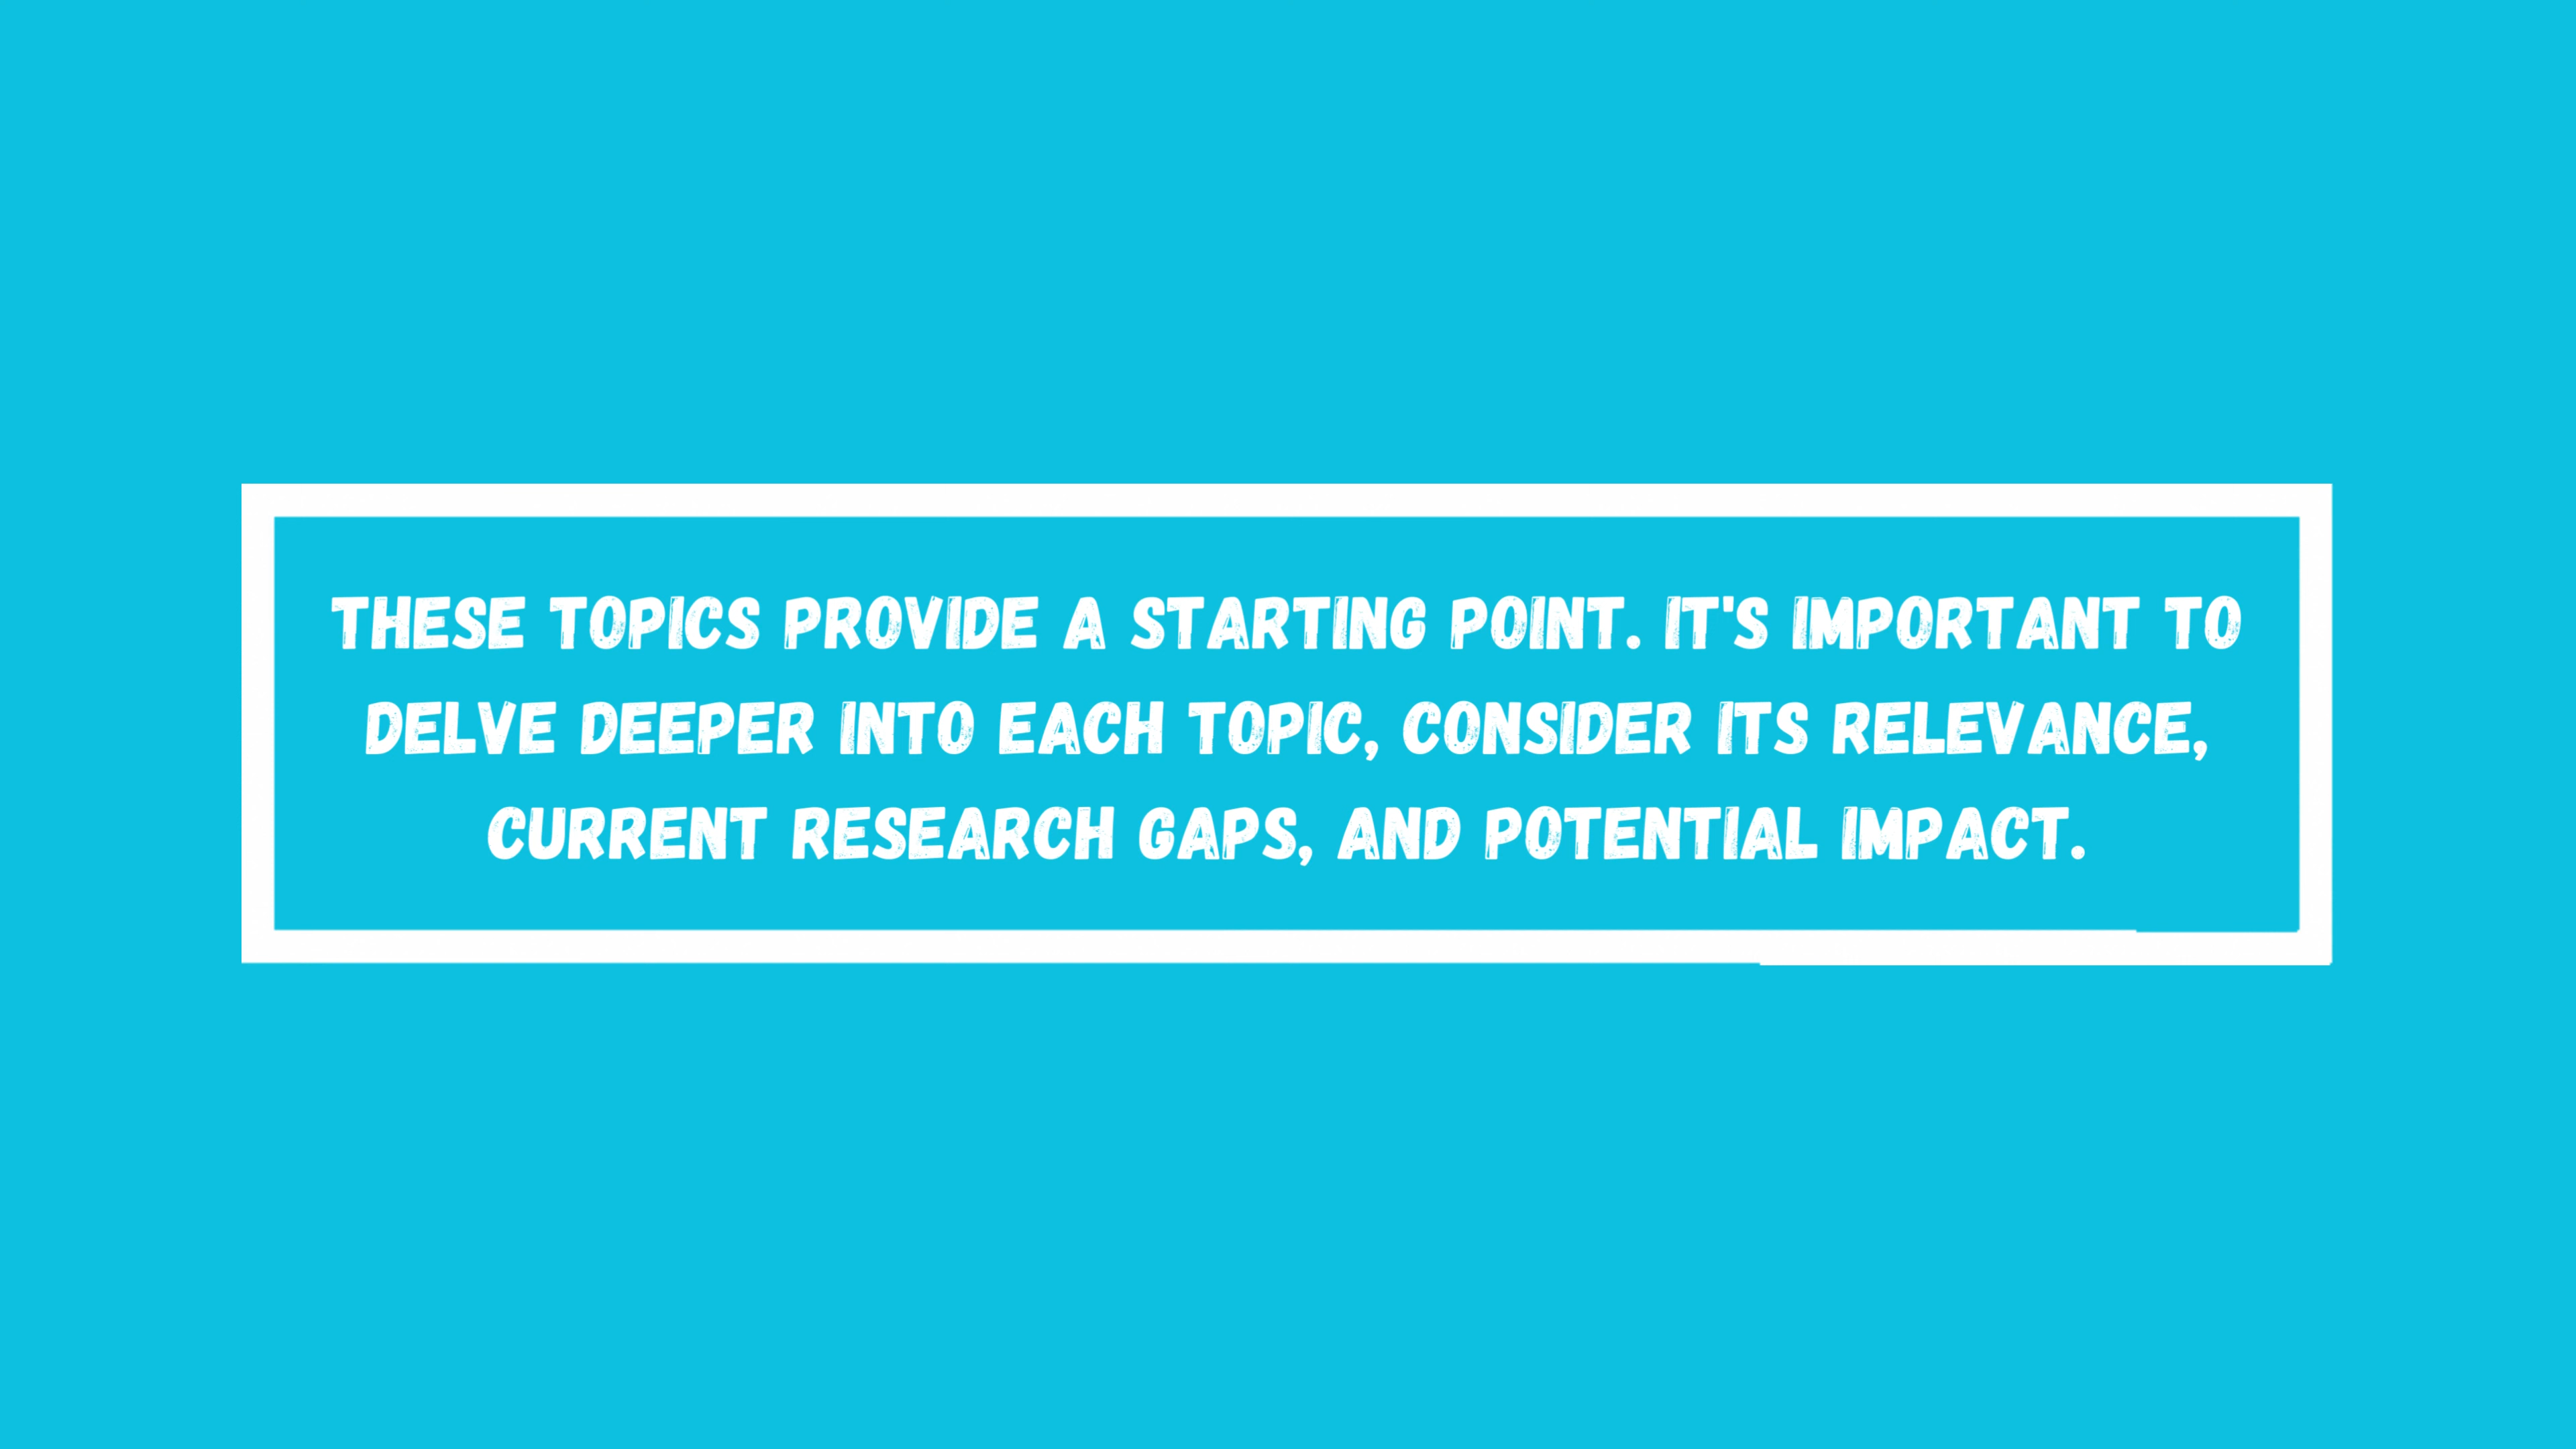 THESE TOPICS PROVIDE A STARTING POINT. IT'S IMPORTANT TO
DELVE DEEPER INTO EACH TOPIC, CONSIDER ITS RELEVANCE,
CURRENT RESEARCH GAPS, AND POTENTIAL IMPACT.